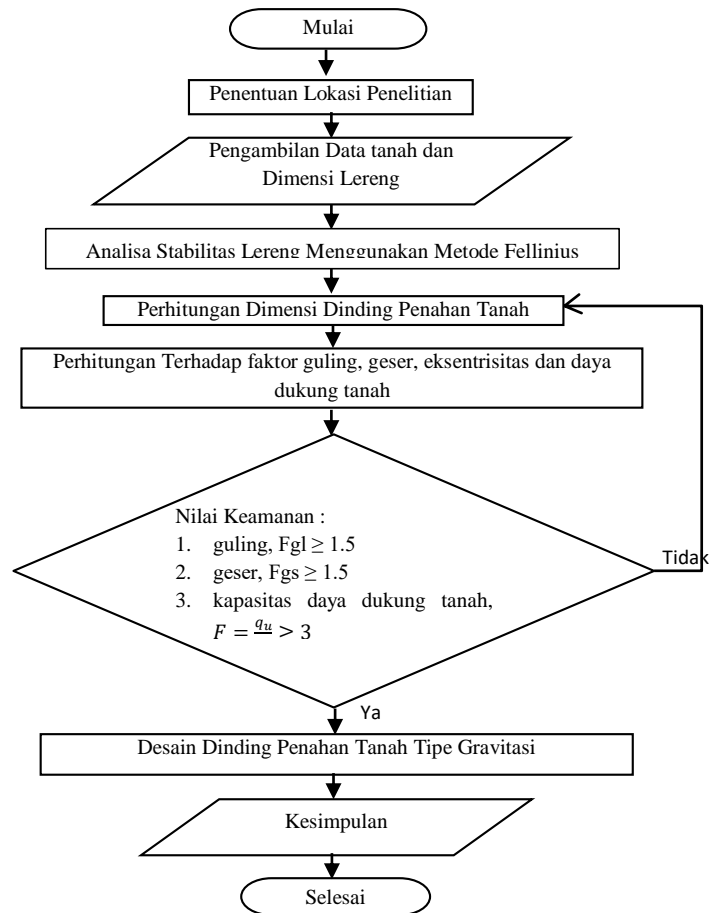 Mulai
Penentuan Lokasi Penelitian
Pengambilan Data tanah dan
Dimensi Lereng
Analisa Stabilitas Lereng Menggunakan Metode Fellinius
Perhitungan Dimensi Dinding Penahan Tanah
Perhitungan Terhadap faktor guling, geser, eksentrisitas dan daya
dukung tanah
Nilai Keamanan :
1. guling, Fgl ≥ 1.5
2. geser, Fgs ≥ 1.5
3. kapasitas daya dukung tanah,
F = qᵤ/ > 3
Tidak
Ya
Desain Dinding Penahan Tanah Tipe Gravitasi
Kesimpulan
Selesai